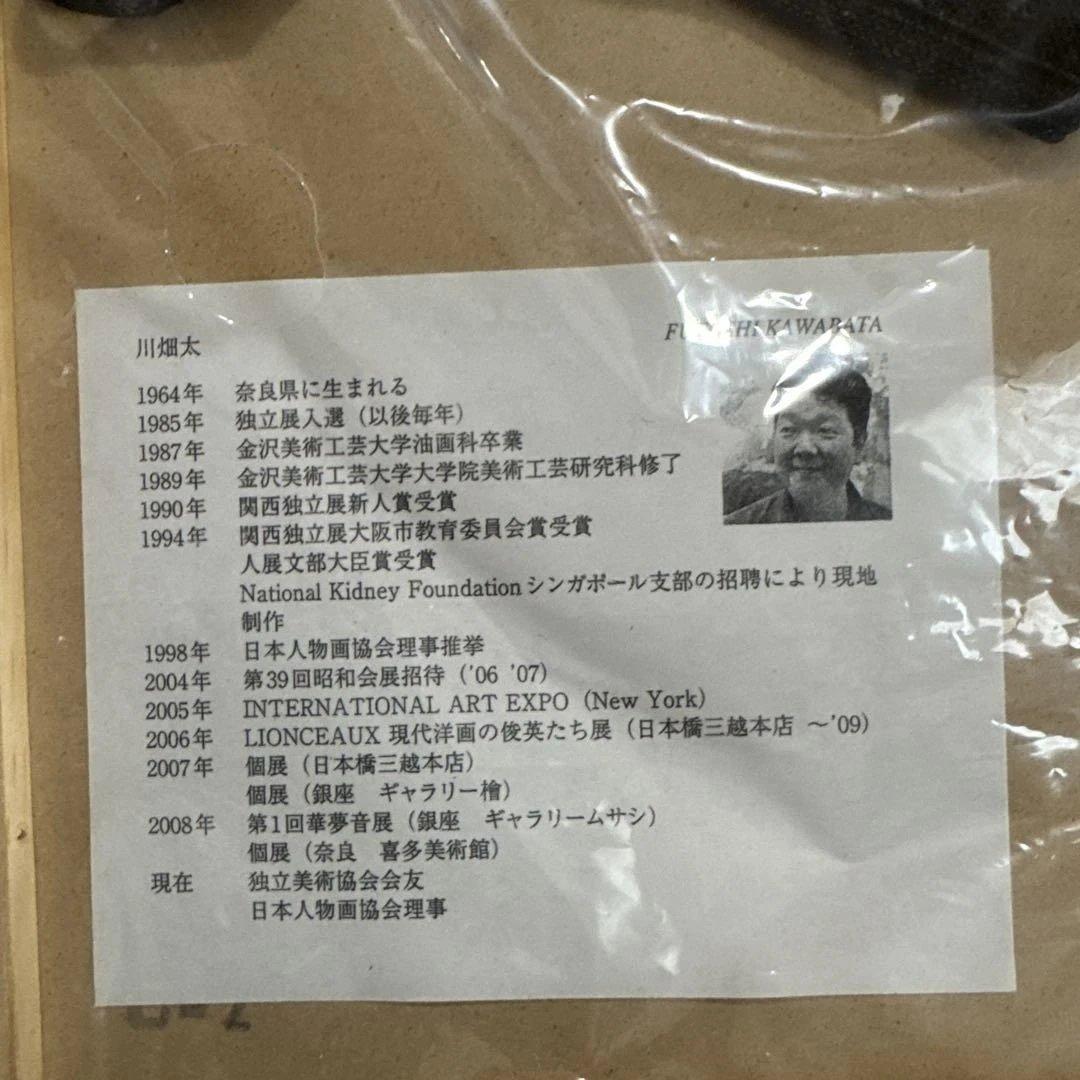 川畑太
KAWABATA
1964年 奈良県に生まれる
1985年 独立展入選（以後毎年）
1987年 金沢美術工芸大学油画科卒業
1989年 金沢美術工芸大学大学院美術工芸研究科修了
1990年 関西独立展新人賞受賞
1994年 関西独立展大阪市教育委員会賞受賞
人展文部大臣賞受賞
National Kidney Foundationシンガポール支部の招聘により現地
制作
1998年 日本人物画協会理事推挙
2004年 第39回昭和会展招待（'06 '07）
2005年 INTERNATIONAL ART EXPO（New York）
2006年 LIONCEAUX 現代洋画の俊英たち展（日本橋三越本店 〜'09）
2007年 個展（日本橋三越本店）
個展（銀座 ギャラリー檜）
2008年 第1回華夢音展（銀座 ギャラリームサシ）
個展（奈良 喜多美術館）
現在 独立美術協会会友
日本人物画協会理事